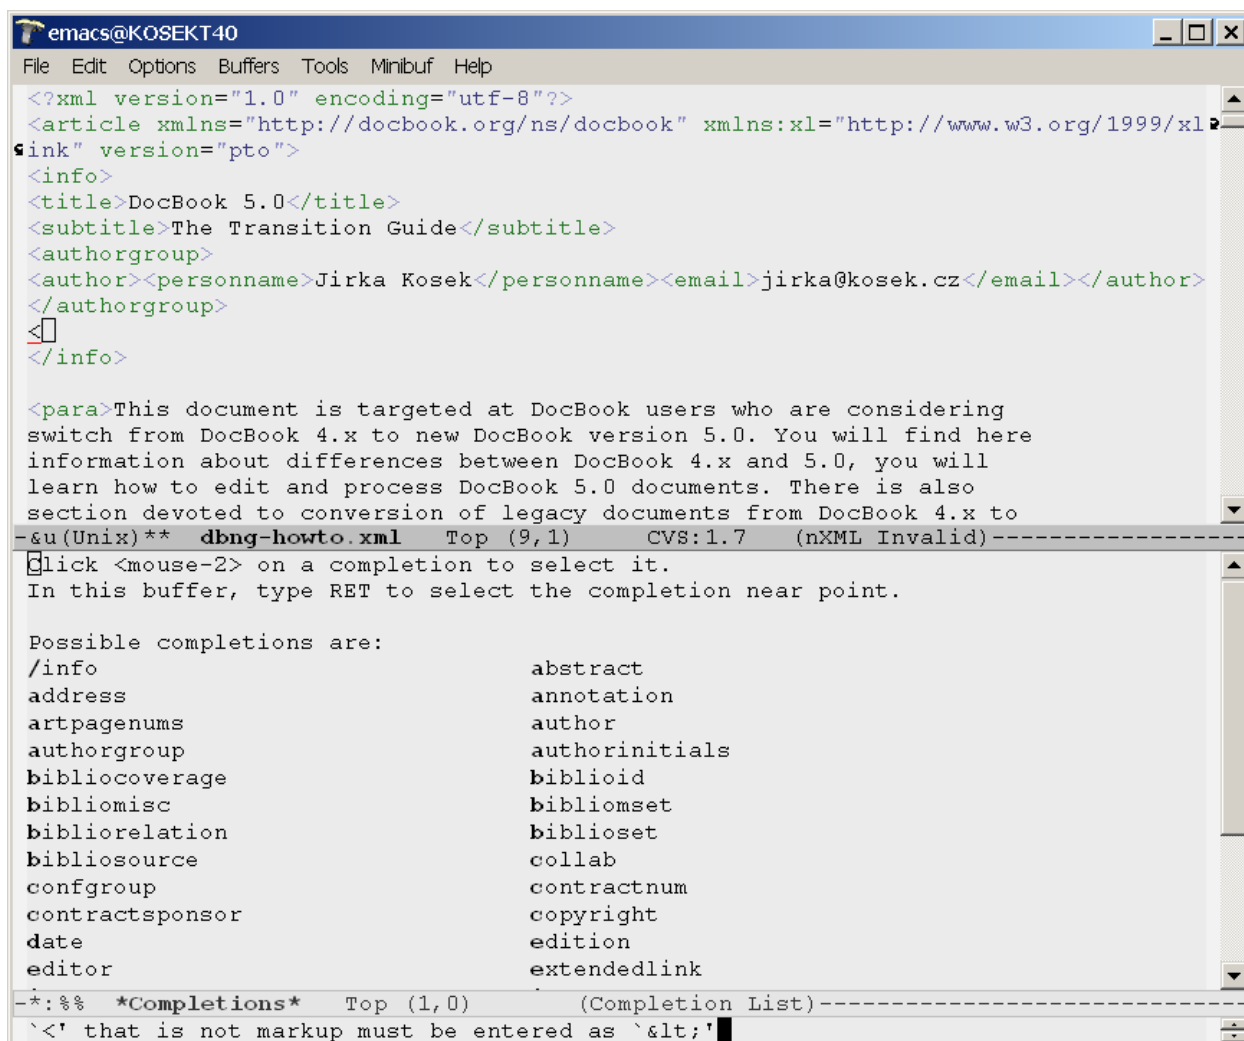 emacs@KOSEKT40
File Edit Options Buffers Tools Minibuf Help
<?xml version="1.0" encoding="utf-8"?>
<article xmlns="http://docbook.org/ns/docbook" xmlns:xl="http://www.w3.org/1999/xl
ink" version="pto">
<info>
<title>DocBook 5.0</title>
<subtitle>The Transition Guide</subtitle>
<authorgroup>
<author><personname>Jirka Kosek</personname><email>jirka@kosek.cz</email></author>
</authorgroup>
<
</info>
<para>This document is targeted at DocBook users who are considering
switch from DocBook 4.x to new DocBook version 5.0. You will find here
information about differences between DocBook 4.x and 5.0, you will
learn how to edit and process DocBook 5.0 documents. There is also
section devoted to conversion of legacy documents from DocBook 4.x to
-&u(Unix)** dbng-howto.xml Top (9,1) CVS:1.7 (nXML Invalid)------------------
Click <mouse-2> on a completion to select it.
In this buffer, type RET to select the completion near point.
Possible completions are:
/info abstract
address annotation
artpagenums author
authorgroup authorinitials
bibliocoverage biblioid
bibliomisc bibliomset
bibliorelation biblioset
bibliosource collab
confgroup contractnum
contractsponsor copyright
date edition
editor extendedlink
-*:%% *Completions* Top (1,0) (Completion List)------------------------------
`<' that is not markup must be entered as `&lt;'